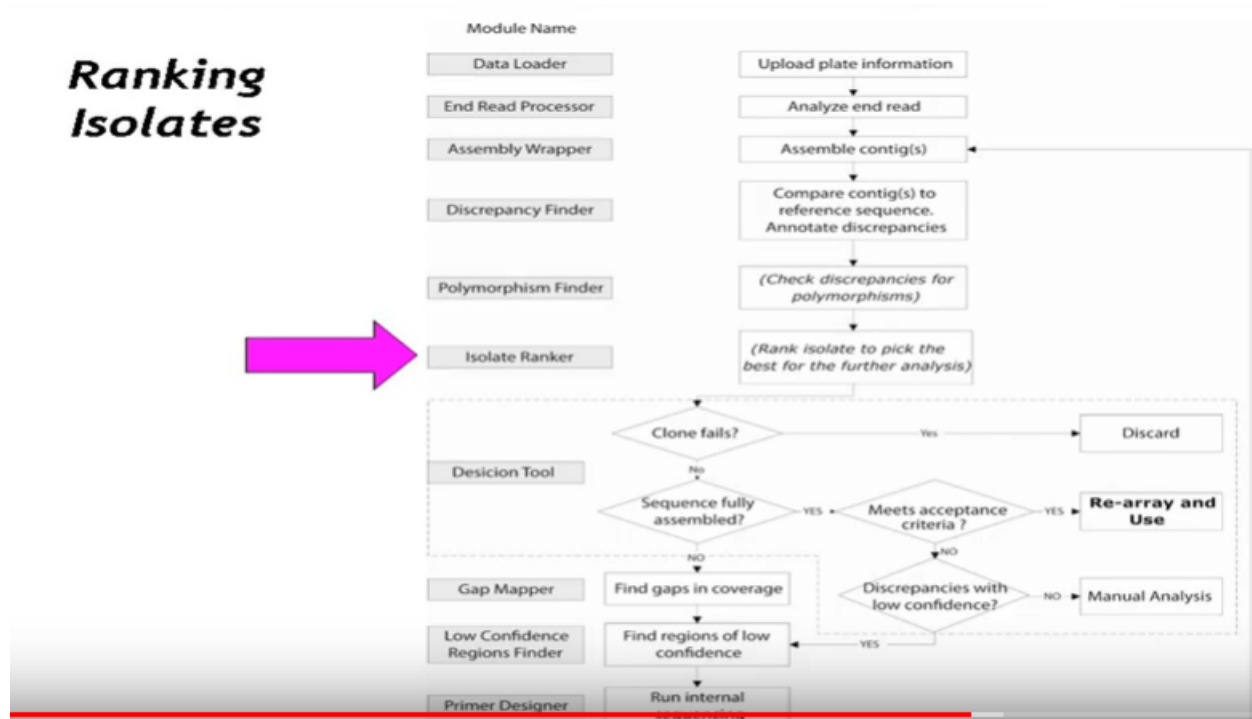 Ranking
Isolates
Module Name
Data Loader
Upload plate information
End Read Processor
Analyze end read
Assembly Wrapper
Assemble contig(s)
Discrepancy Finder
Compare contig(s) to
reference sequence.
Annotate discrepancies
Polymorphism Finder
(Check discrepancies for
polymorphisms)
Isolate Ranker
(Rank isolate to pick the
best for the further analysis)
Clone fails?
Yes
Discard
No
Desicion Tool
Sequence fully
assembled?
YES
Meets acceptance
criteria ?
YES
Re-array and
Use
NO
NO
Gap Mapper
Find gaps in coverage
Discrepancies with
low confidence?
NO
Manual Analysis
Low Confidence
Regions Finder
Find regions of low
confidence
YES
Primer Designer
Run internal